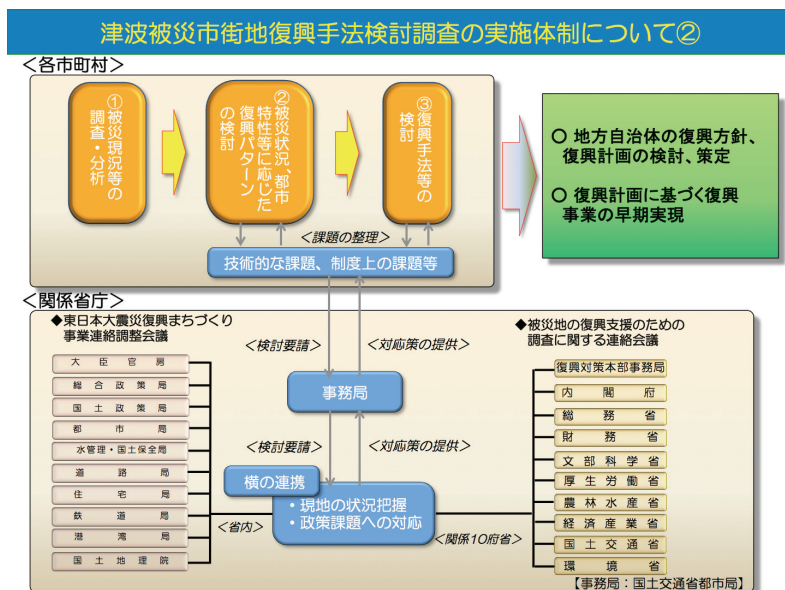 津波被災市街地復興手法検討調査の実施体制について②
＜各市町村＞
①被災現況等の
調査・分析
②被災状況、都市
特性等に応じた
復興パターン
の検討
③復興手法等の
検討
＜課題の整理＞
技術的な課題、制度上の課題等
○ 地方自治体の復興方針、
復興計画の検討、策定
○ 復興計画に基づく復興
事業の早期実現
＜関係省庁＞
◆東日本大震災復興まちづくり
事業連絡調整会議
大臣官房
総合政策局
国土政策局
都市局
水管理・国土保全局
道路局
住宅局
鉄道局
港湾局
国土地理院
＜検討要請＞
＜対応策の提供＞
事務局
＜検討要請＞
＜対応策の提供＞
横の連携
・現地の状況把握
・政策課題への対応
＜省内＞
＜関係10府省＞
◆被災地の復興支援のための
調査に関する連絡会議
復興対策本部事務局
内閣府
総務省
財務省
文部科学省
厚生労働省
農林水産省
経済産業省
国土交通省
環境省
【事務局：国土交通省都市局】